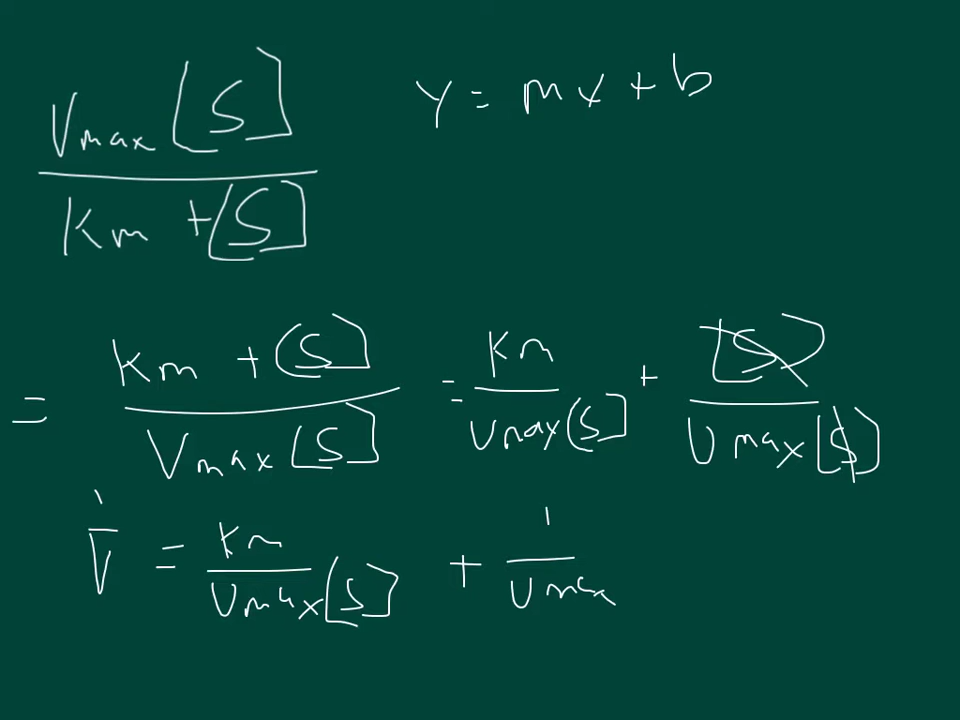 Vmax [S] / Km + [S]
y = mx + b
= Km + [S] / Vmax [S] = Km / Vmax [S] + [S] / Vmax [S]
1 / V = Km / Vmax [S] + 1 / Vmax